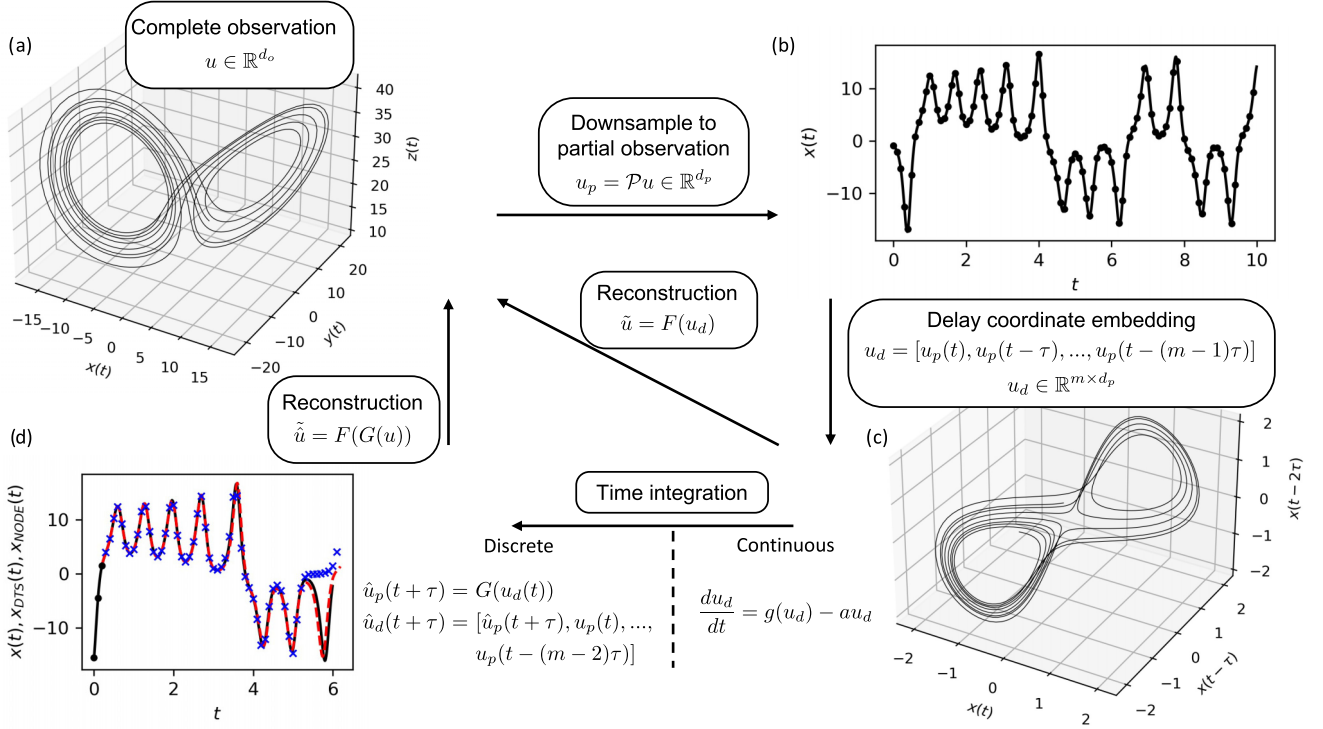 (a)
Complete observation
u ∈ ℝ^{d_o}
40
35
30
25
20
15
10
z(t)
20
10
0
−10
−20
y(t)
−15
−10
−5
0
5
10
15
x(t)
Downsample to
partial observation
u_p = 𝒫u ∈ ℝ^{d_p}
(b)
10
0
−10
x(t)
0 2 4 6 8 10
t
Reconstruction
ũ = F(u_d)
Delay coordinate embedding
u_d = [u_p(t), u_p(t − τ), ..., u_p(t − (m − 1)τ)]
u_d ∈ ℝ^{m×d_p}
Reconstruction
\tilde{\hat{u}} = F(G(u))
(c)
2
1
0
−1
−2
x(t − 2τ)
2
1
0
−1
−2
x(t − τ)
−2
−1
0
1
2
x(t)
(d)
10
0
−10
x(t), x_{DTS}(t), x_{NODE}(t)
0 2 4 6
t
Time integration
Discrete
Continuous
û_p(t + τ) = G(u_d(t))
û_d(t + τ) = [û_p(t + τ), u_p(t), ...,
u_p(t − (m − 2)τ)]
du_d/dt = g(u_d) − au_d